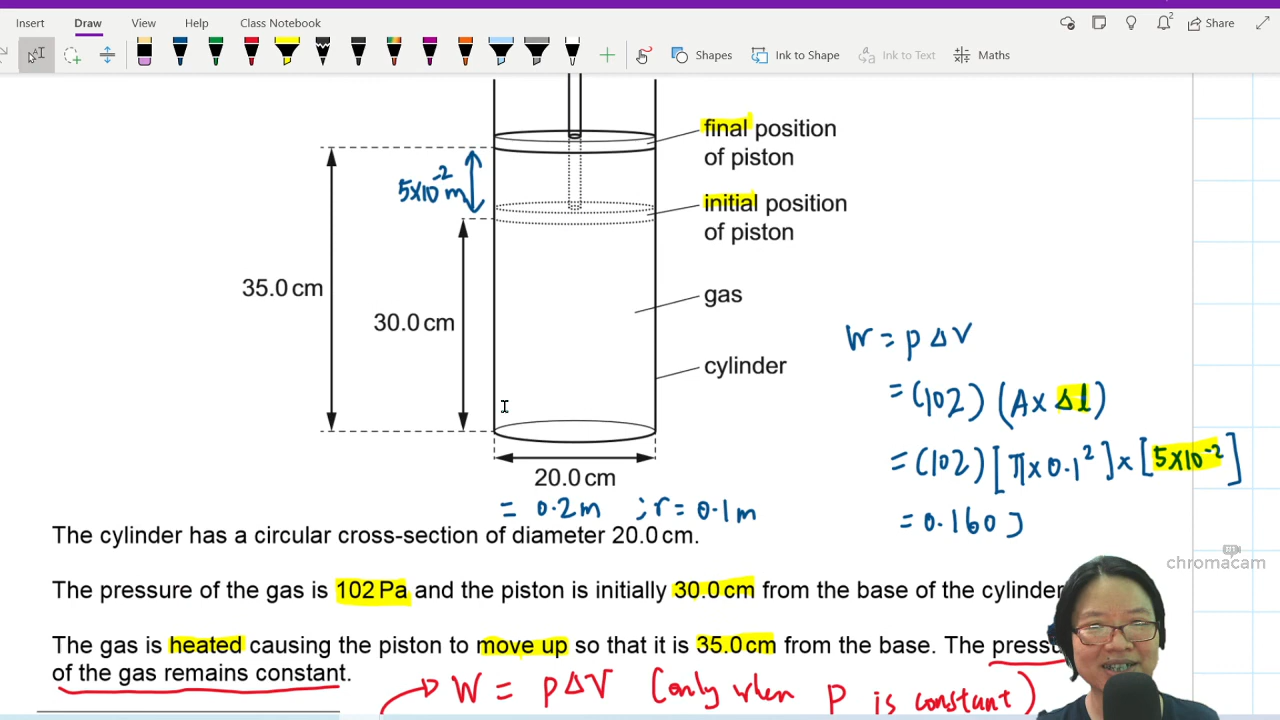 Insert Draw View Help Class Notebook
2 Share
Shapes Ink to Shape Ink to Text Maths
final position
of piston
5×10⁻² m
initial position
of piston
35.0 cm
gas
30.0 cm
W = p Δ V
cylinder
= (102) (A × Δl)
= (102) [π × 0.1²] × [5×10⁻²]
20.0 cm
= 0.2m ; r = 0.1m
= 0.160 J
The cylinder has a circular cross-section of diameter 20.0 cm.
chromacam
The pressure of the gas is 102 Pa and the piston is initially 30.0 cm from the base of the cylinder
The gas is heated causing the piston to move up so that it is 35.0 cm from the base. The
of the gas remains constant.
W = pΔV (only when p is constant)